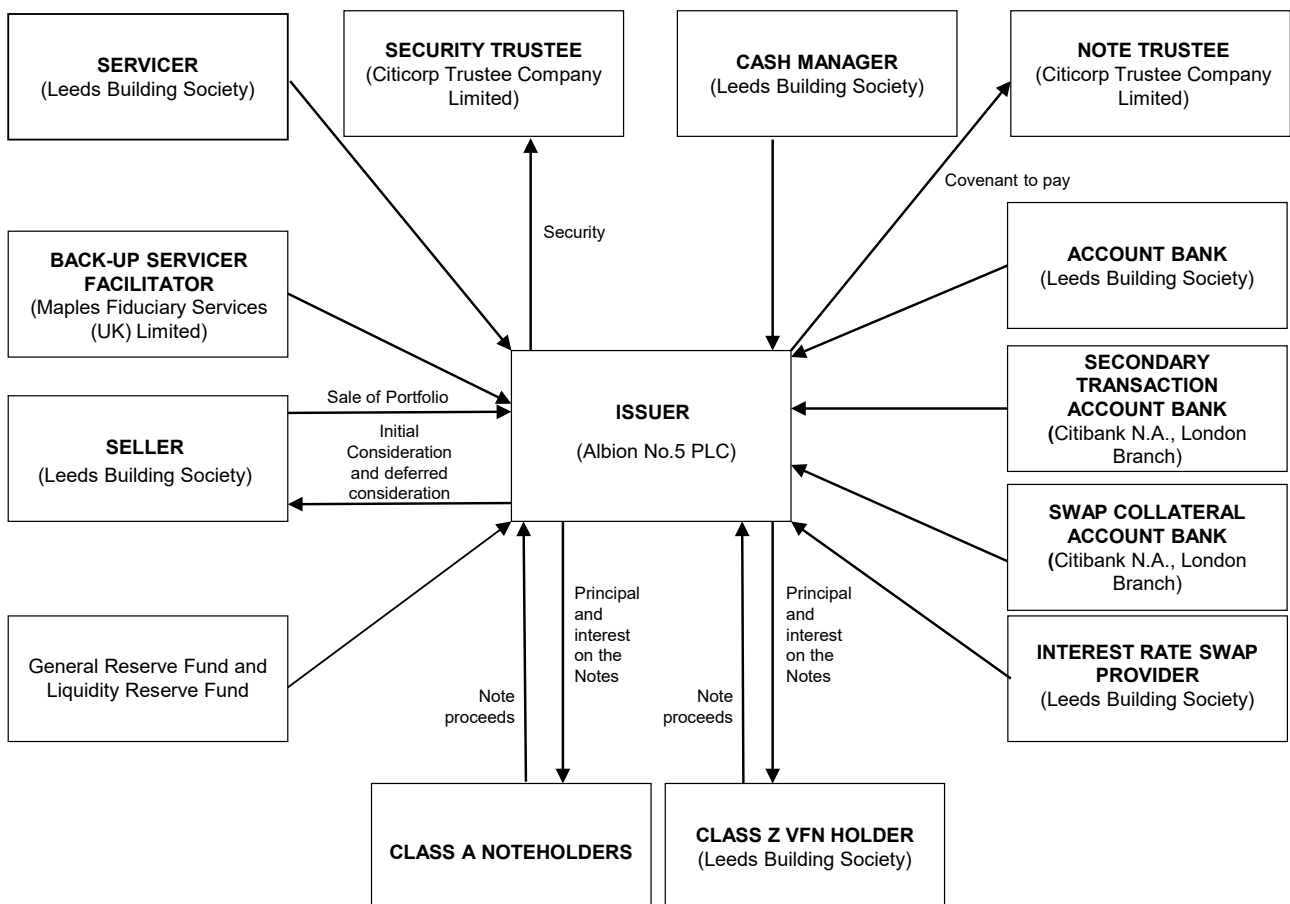 SERVICER
(Leeds Building Society)
SECURITY TRUSTEE
(Citicorp Trustee Company
Limited)
CASH MANAGER
(Leeds Building Society)
NOTE TRUSTEE
(Citicorp Trustee Company
Limited)
Covenant to pay
Security
BACK-UP SERVICER
FACILITATOR
(Maples Fiduciary Services
(UK) Limited)
ACCOUNT BANK
(Leeds Building Society)
Sale of Portfolio
ISSUER
(Albion No.5 PLC)
SECONDARY
TRANSACTION
ACCOUNT BANK
(Citibank N.A., London
Branch)
SELLER
(Leeds Building Society)
Initial
Consideration
and deferred
consideration
SWAP COLLATERAL
ACCOUNT BANK
(Citibank N.A., London
Branch)
General Reserve Fund and
Liquidity Reserve Fund
Note
proceeds
Principal
and
interest
on the
Notes
Note
proceeds
Principal
and
interest
on the
Notes
INTEREST RATE SWAP
PROVIDER
(Leeds Building Society)
CLASS A NOTEHOLDERS
CLASS Z VFN HOLDER
(Leeds Building Society)